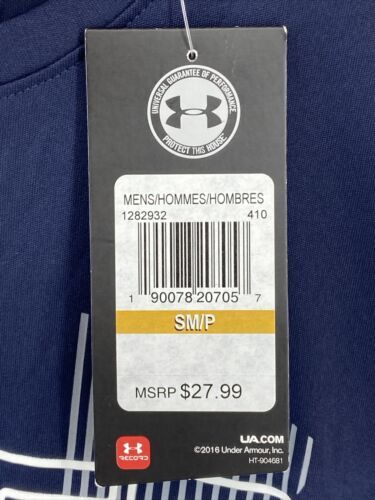 UNIVERSAL GUARANTEE OF PERFORMANCE
PROTECT THIS HOUSE
MENS/HOMMES/HOMBRES
1282932 410
1 90078 20705 7
SM/P
MSRP $27.99
RECORD
UA.COM
©2016 Under Armour, Inc.
HT-904681